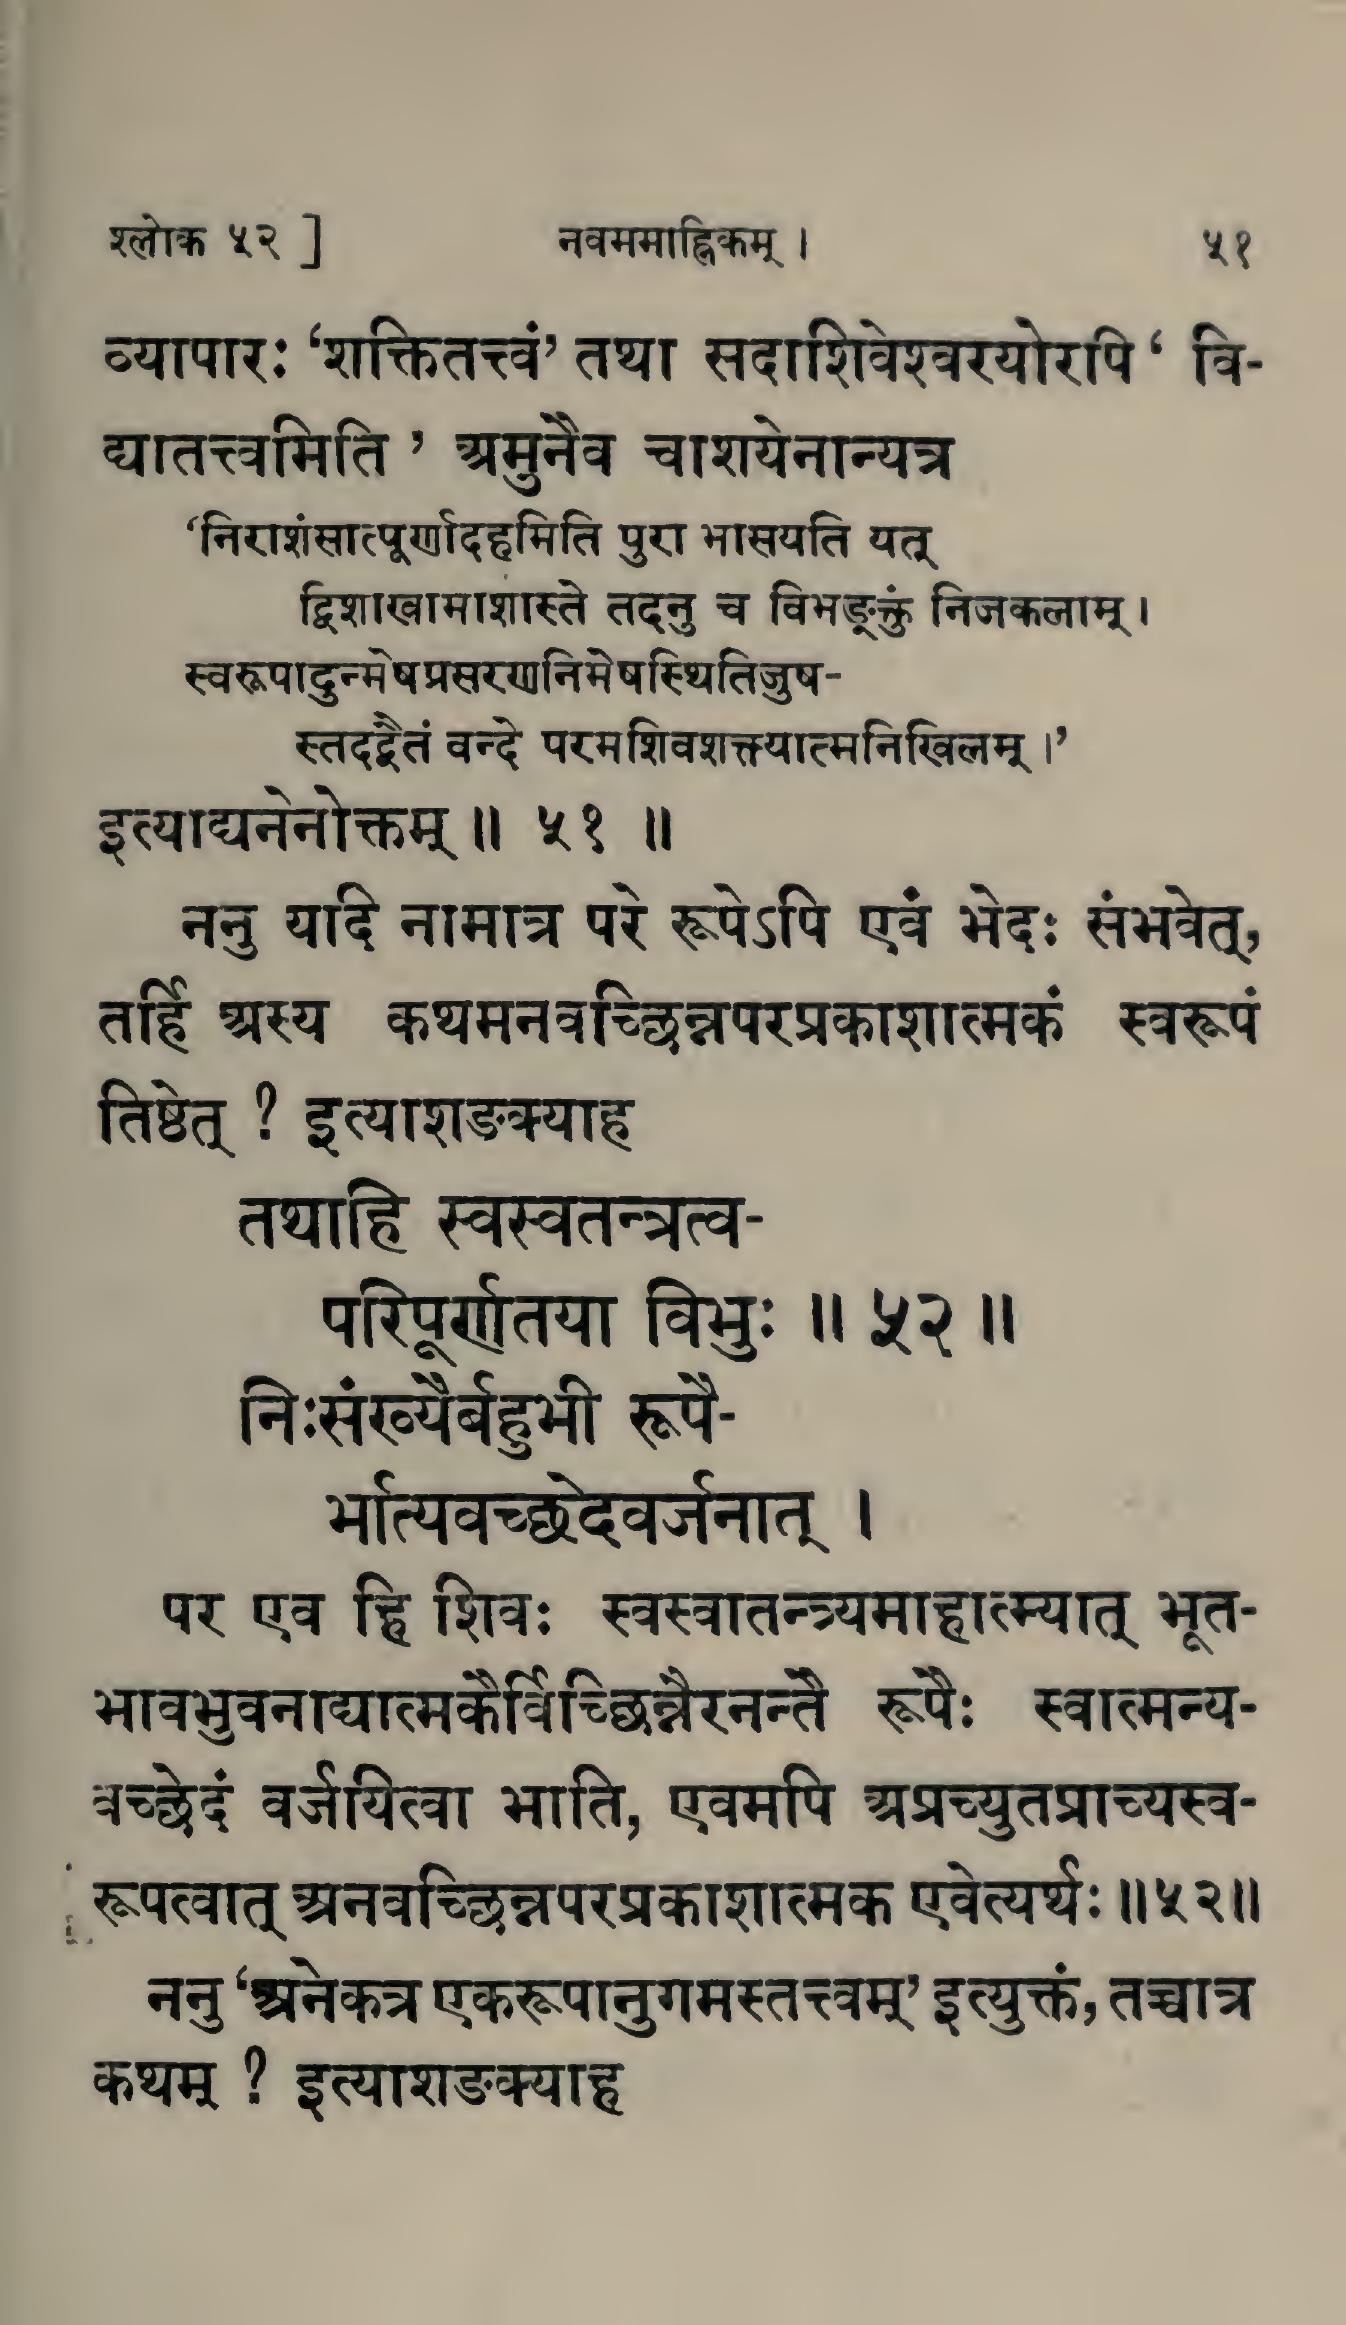 श्लोक ५२ ] नवममाह्निकम् । ५१
व्यापारः ‘शक्तितत्त्वं’ तथा सदाशिवेश्वरयोरपि ‘ वि-
द्यातत्त्वमिति ’ अमुनैव चाशयेनान्यत्र
‘निराशंसात्पूर्णादहमिति पुरा भासयति यत्
द्विशाखामाशास्ते तदनु च विभङ्क्तुं निजकलाम् ।
स्वरूपादुन्मेषप्रसरणनिमेषस्थितिजुष-
स्तदद्वैतं वन्दे परमशिवशक्त्यात्मनिखिलम् ।’
इत्याद्यनेनोक्तम् ॥ ५१ ॥
ननु यदि नामात्र परे रूपेऽपि एवं भेदः संभवेत्,
तर्हि अस्य कथमनवच्छिन्नपरप्रकाशात्मकं स्वरूपं
तिष्ठेत् ? इत्याशङक्याह
तथाहि स्वस्वतन्त्रत्व-
परिपूर्णतया विभुः ॥ ५२ ॥
निःसंख्यैर्बहुभी रूपै-
र्भात्यवच्छेदवर्जनात् ।
पर एव हि शिवः स्वस्वातन्त्र्यमाहात्म्यात् भूत-
भावभुवनाद्यात्मकैर्विच्छिन्नैरनन्तै रूपैः स्वात्मन्य-
वच्छेदं वर्जयित्वा भाति, एवमपि अप्रच्युतप्राच्यस्व-
रूपत्वात् अनवच्छिन्नपरप्रकाशात्मक एवेत्यर्थः ॥५२॥
ननु ‘अनेकत्र एकरूपानुगमस्तत्त्वम्’ इत्युक्तं, तच्चात्र
कथम् ? इत्याशङक्याह